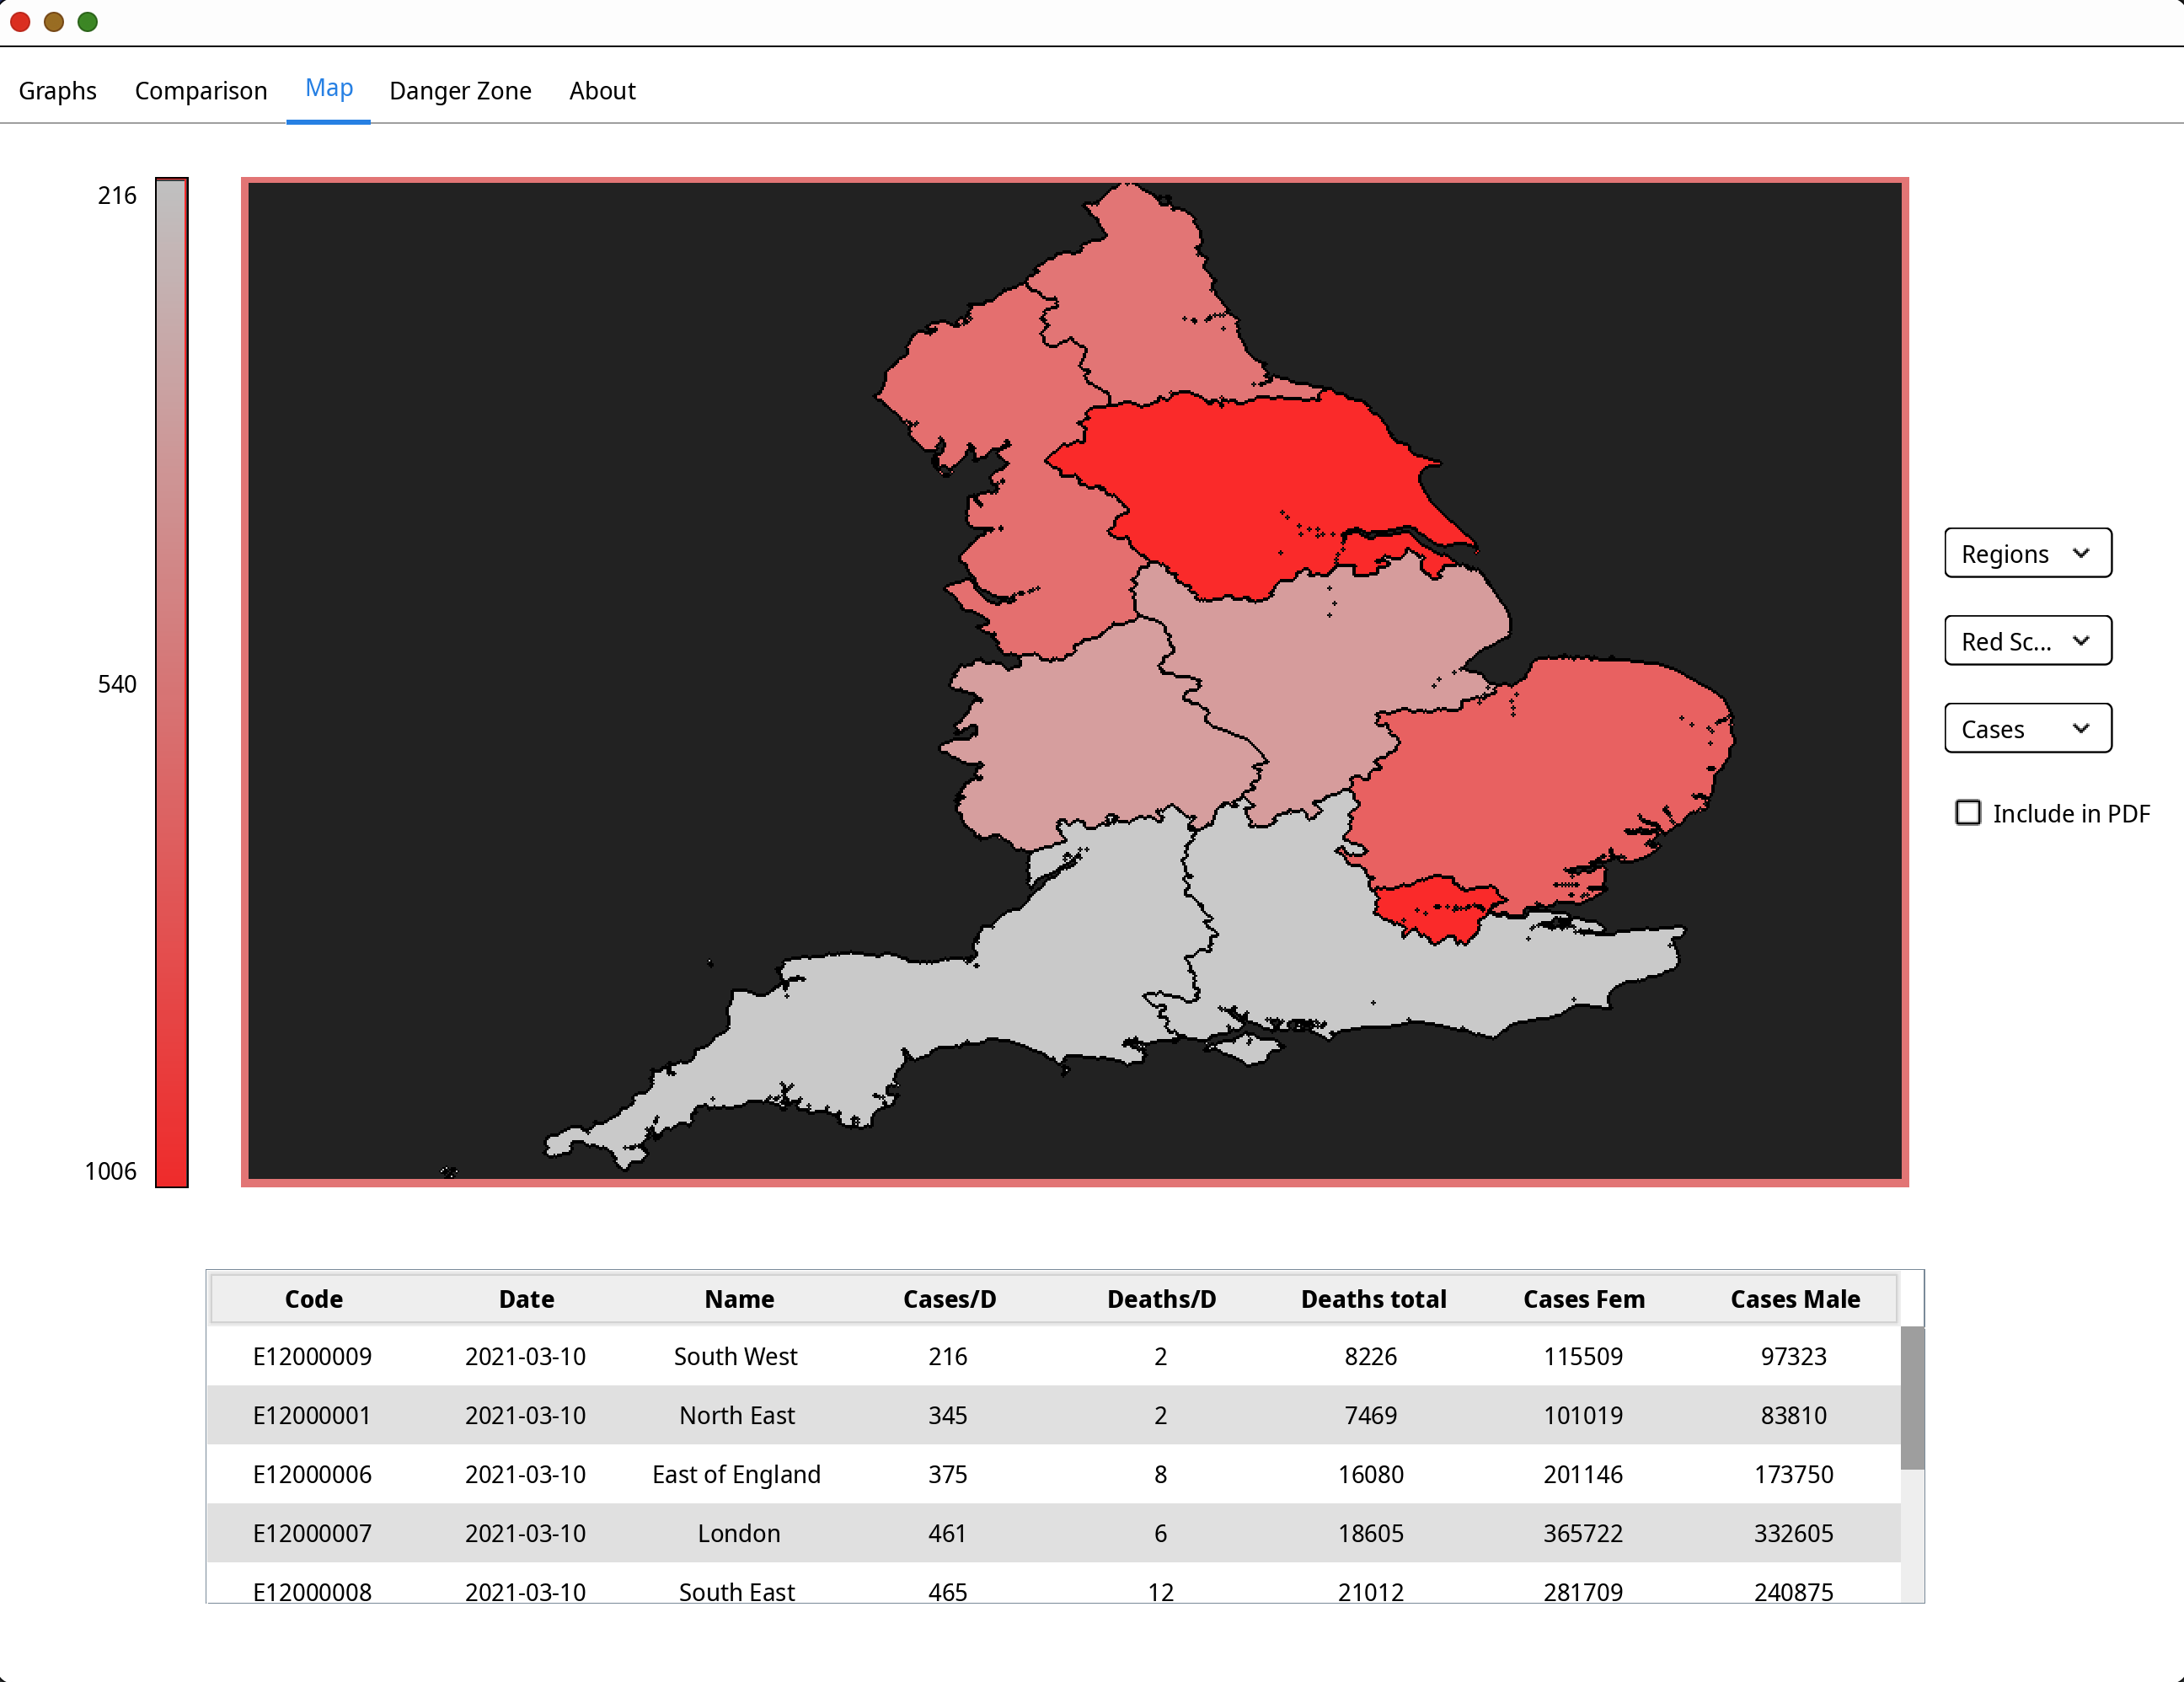 Graphs Comparison Map Danger Zone About
216
540
1006
Regions
Red Sc...
Cases
Include in PDF
Code Date Name Cases/D Deaths/D Deaths total Cases Fem Cases Male
E12000009 2021-03-10 South West 216 2 8226 115509 97323
E12000001 2021-03-10 North East 345 2 7469 101019 83810
E12000006 2021-03-10 East of England 375 8 16080 201146 173750
E12000007 2021-03-10 London 461 6 18605 365722 332605
E12000008 2021-03-10 South East 465 12 21012 281709 240875